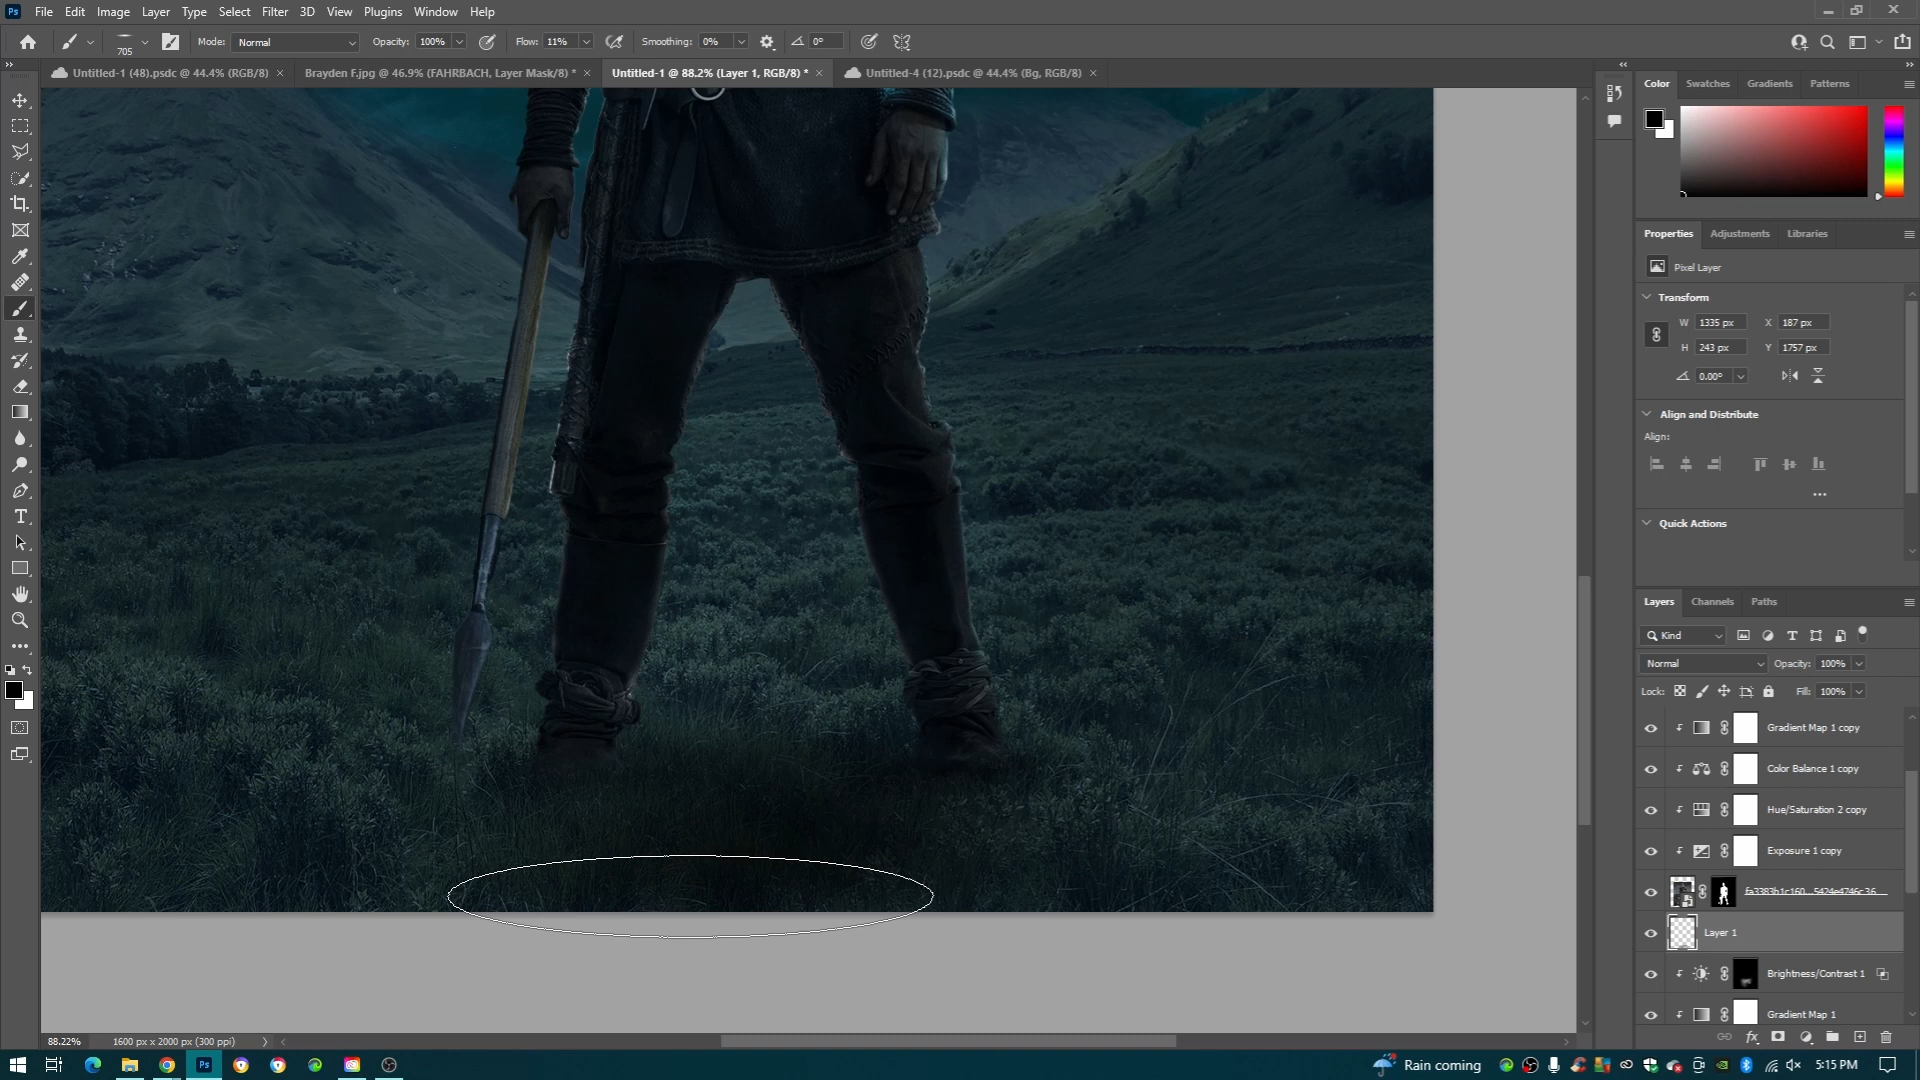 Ps File Edit Image Layer Type Select Filter 3D View Plugins Window Help
705 Mode: Normal Opacity: 100% Flow: 11% Smoothing: 0% 0°
Untitled-1 (48).psdc @ 44.4% (RGB/8) Brayden F.jpg @ 46.9% (FAHRBACH, Layer Mask/8) * Untitled-1 @ 88.2% (Layer 1, RGB/8) * Untitled-4 (12).psdc @ 44.4% (Bg, RGB/8)
Color Swatches Gradients Patterns
Properties Adjustments Libraries
Pixel Layer
Transform
W 1335 px X 187 px
H 243 px Y 1757 px
0.00°
Align and Distribute
Align:
Quick Actions
Layers Channels Paths
Kind
Normal Opacity: 100%
Lock: Fill: 100%
Gradient Map 1 copy
Color Balance 1 copy
Hue/Saturation 2 copy
Exposure 1 copy
fa3383b1c160...5424e4746c36...
Layer 1
Brightness/Contrast 1
Gradient Map 1
88.22% 1600 px x 2000 px (300 ppi)
Ps Rain coming 5:15 PM